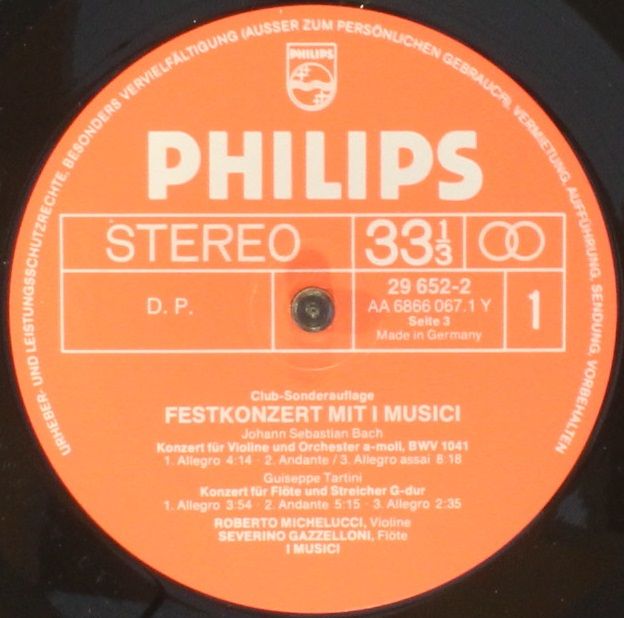 URHEBER- UND LEISTUNGSSCHUTZRECHTE, BESONDERS VERVIELFÄLTIGUNG (AUSSER ZUM PERSÖNLICHEN GEBRAUCH), VERMIETUNG, AUFFÜHRUNG, SENDUNG, VORBEHALTEN
PHILIPS
PHILIPS
STEREO 33⅓
D. P.
29 652-2
AA 6866 067.1 Y
Seite 3
Made in Germany
1
Club-Sonderauflage
FESTKONZERT MIT I MUSICI
Johann Sebastian Bach
Konzert für Violine und Orchester a-moll, BWV 1041
1. Allegro 4:14 · 2. Andante / 3. Allegro assai 8:18
Guiseppe Tartini
Konzert für Flöte und Streicher G-dur
1. Allegro 3:54 · 2. Andante 5:15 · 3. Allegro 2:35
ROBERTO MICHELUCCI, Violine
SEVERINO GAZZELLONI, Flöte
I MUSICI